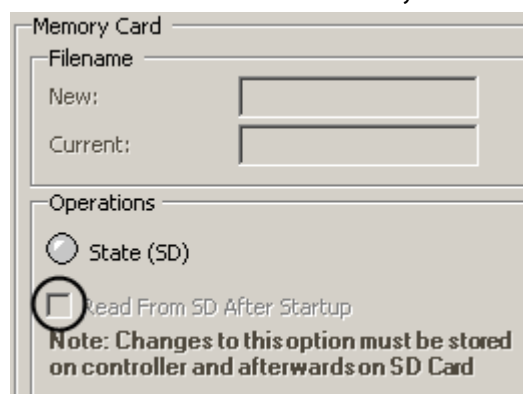 Memory Card
Filename
New:
Current:
Operations
State (SD)
Read From SD After Startup
Note: Changes to this option must be stored
on controller and afterwards on SD Card